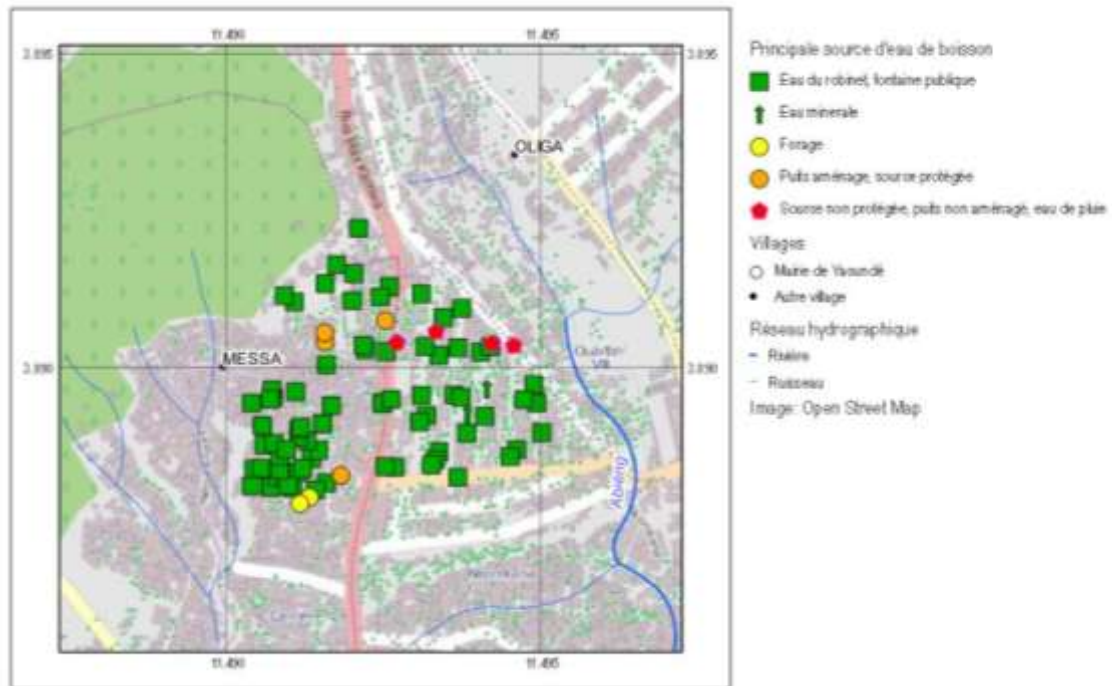 11.490
11.495
3.895
3.895
Principale source d'eau de boisson
Eau du robinet, fontaine publique
Eau minerale
Forage
Puits aménage, source protégée
Source non protégée, puits non aménagé, eau de pluie
Villages
Mairie de Yaoundé
Autre village
Réseau hydrographique
Rivière
Ruisseau
Image: Open Street Map
OLIGA
MESSA
3.890
3.890
Abieng
11.490
11.495